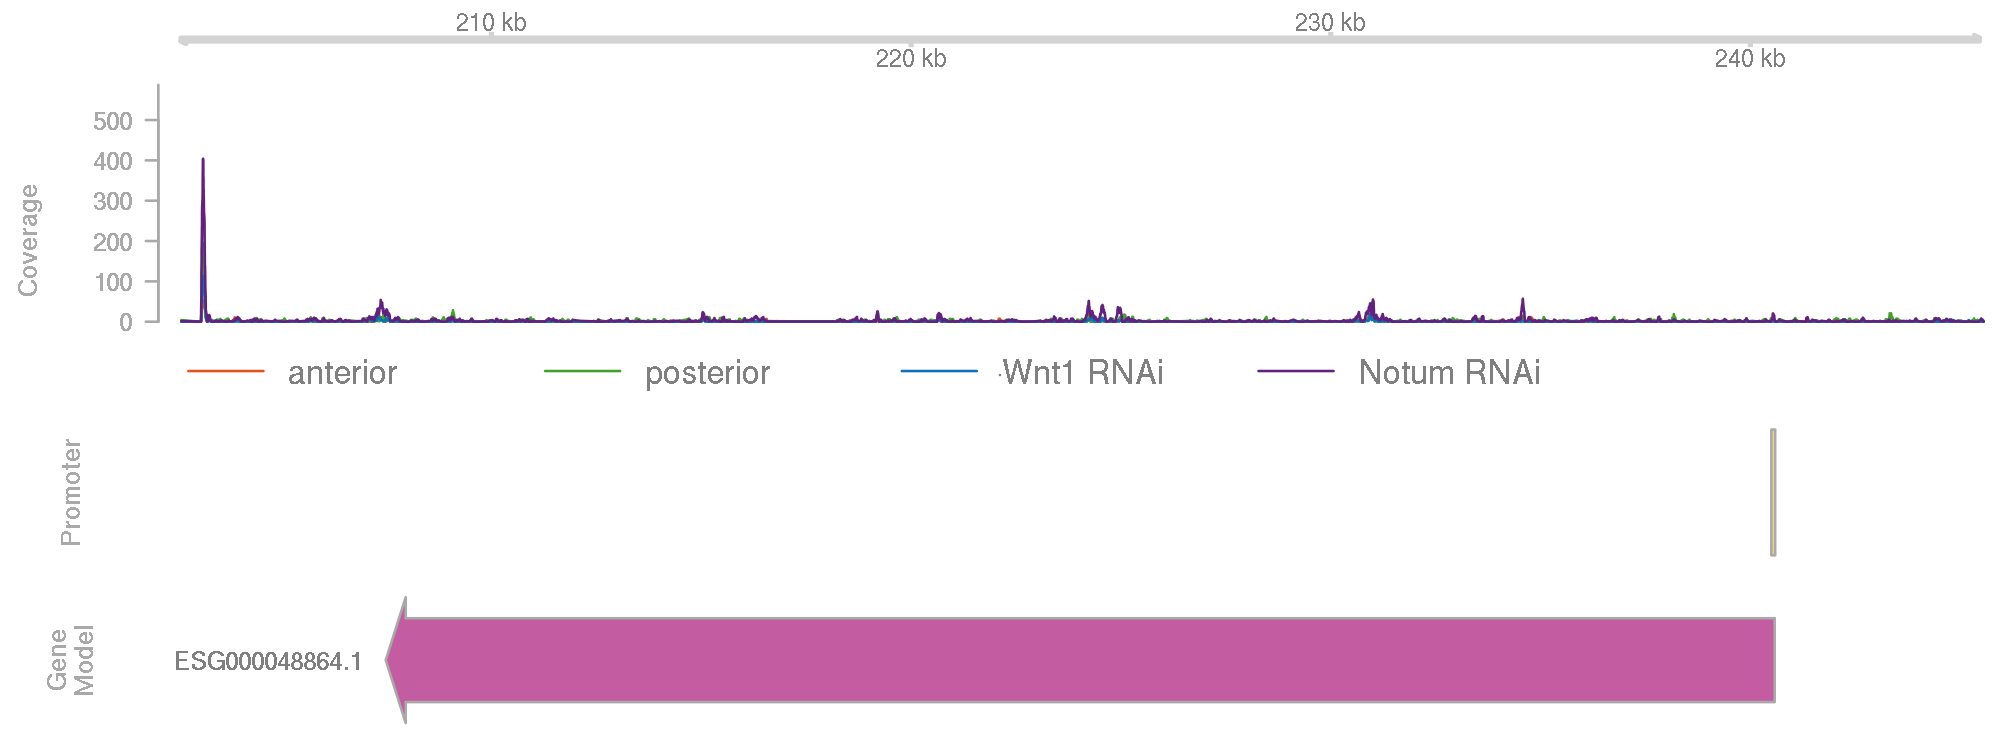 210 kb
230 kb
220 kb
240 kb
Coverage
500
400
300
200
100
0
anterior
posterior
Wnt1 RNAi
Notum RNAi
Promoter
Gene
Model
ESG000048864.1